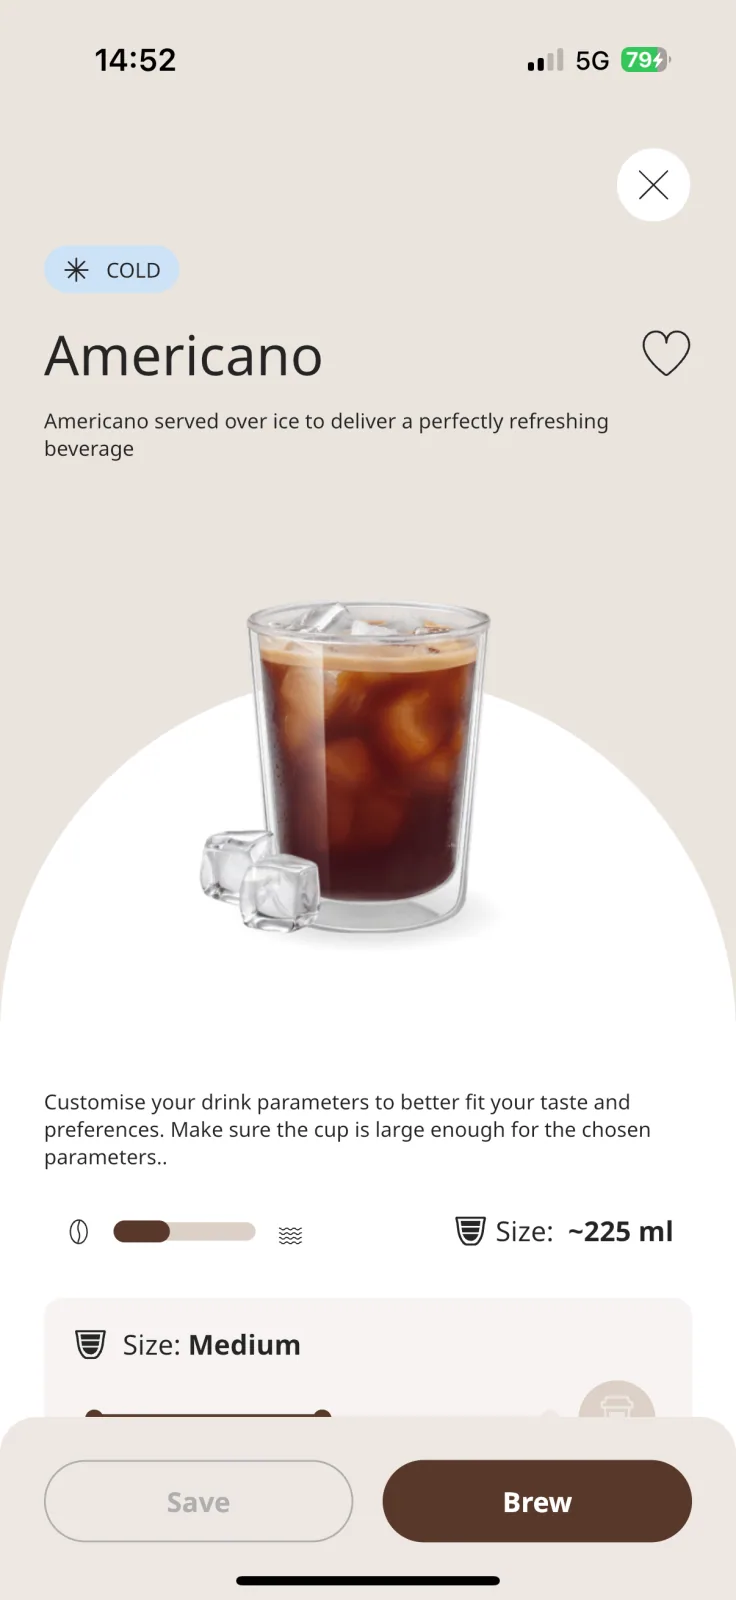 14:52 5G 79
COLD
Americano
Americano served over ice to deliver a perfectly refreshing
beverage
Customise your drink parameters to better fit your taste and
preferences. Make sure the cup is large enough for the chosen
parameters..
Size: ~225 ml
Size: Medium
Save Brew